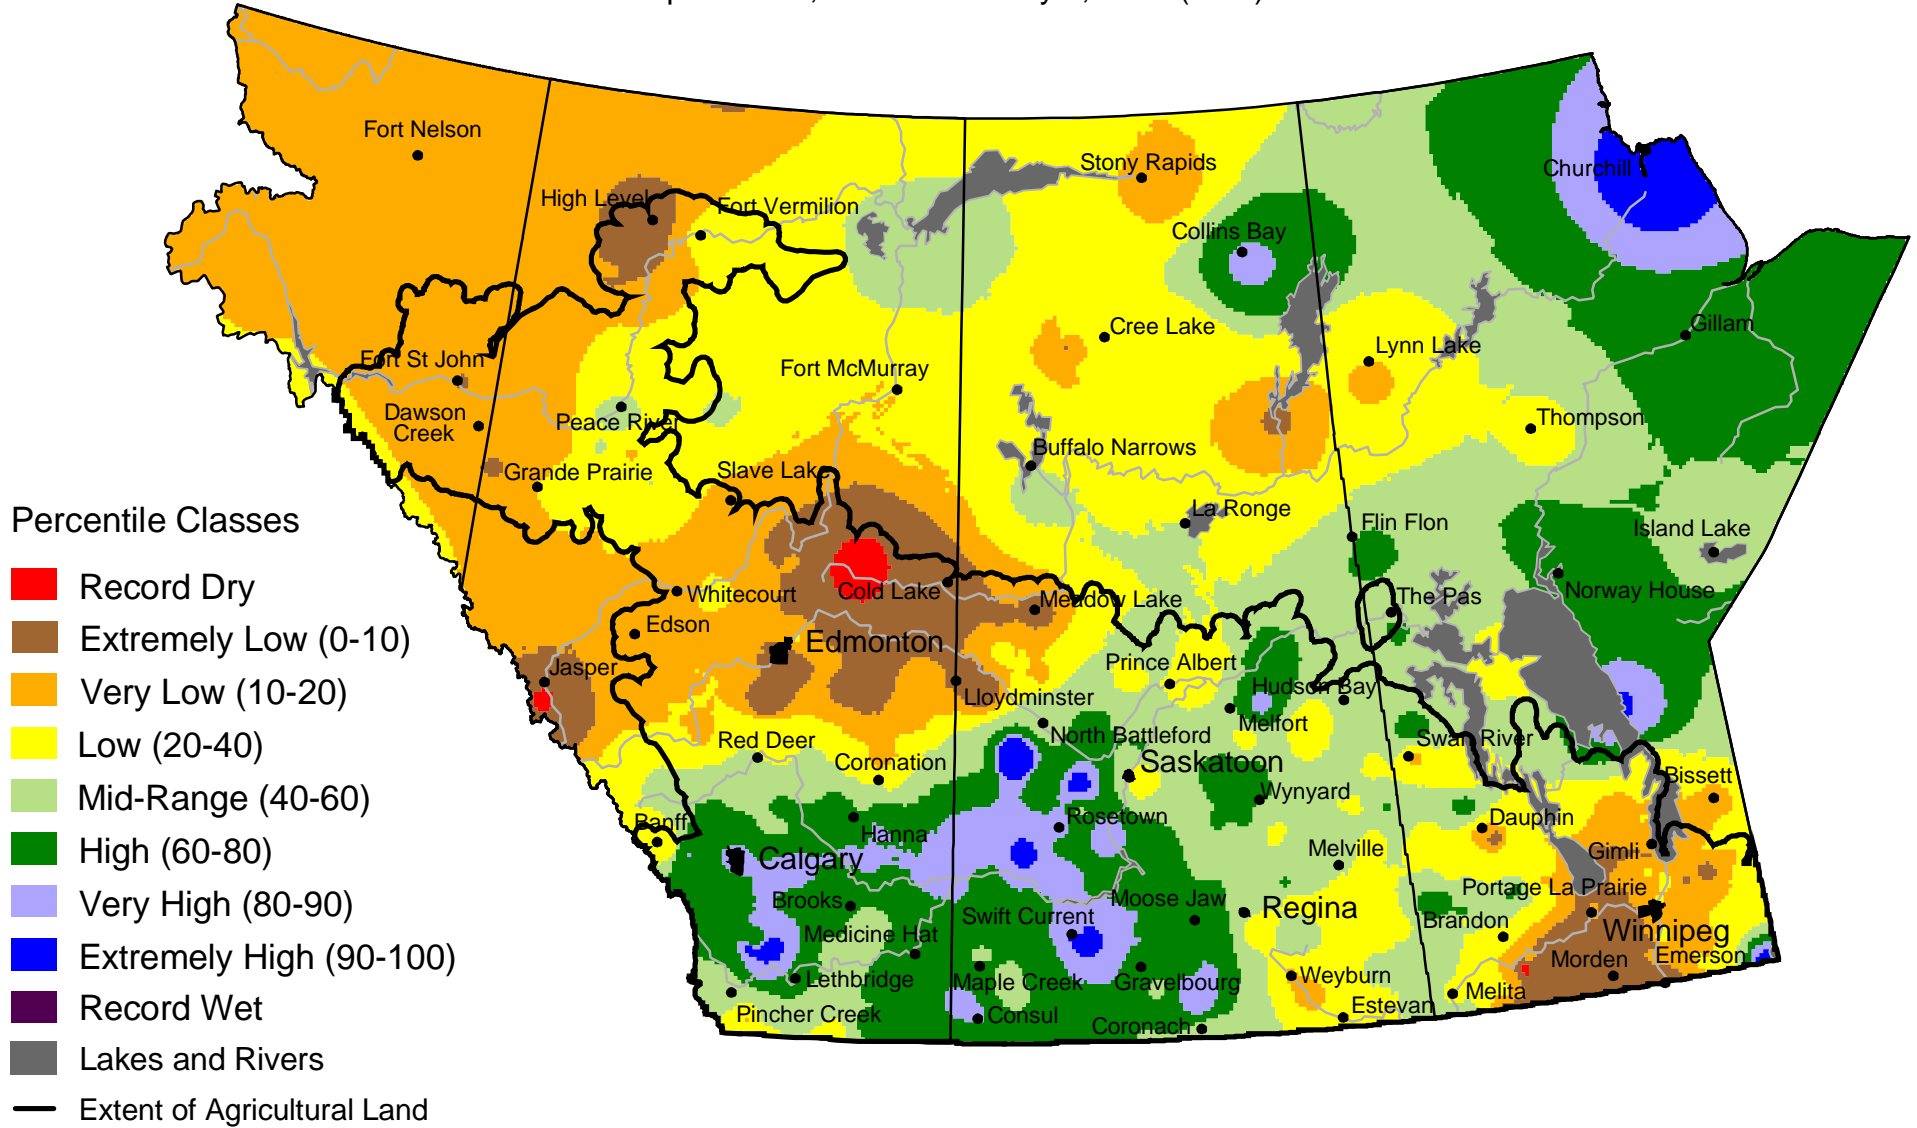 Fort Nelson
High Level
Fort Vermilion
Stony Rapids
Churchill
Collins Bay
Fort St John
Dawson
Creek
Peace River
Fort McMurray
Cree Lake
Lynn Lake
Gillam
Thompson
Grande Prairie
Slave Lake
Buffalo Narrows
La Ronge
Flin Flon
Island Lake
Norway House
Whitecourt
Edson
Jasper
Edmonton
Cold Lake
Meadow Lake
The Pas
Prince Albert
Lloydminster
Hudson Bay
Melfort
North Battleford
Swan River
Red Deer
Coronation
Saskatoon
Wynyard
Bissett
Banff
Hanna
Rosetown
Dauphin
Gimli
Calgary
Melville
Brooks
Moose Jaw
Regina
Portage La Prairie
Brandon
Winnipeg
Swift Current
Medicine Hat
Lethbridge
Maple Creek
Gravelbourg
Weyburn
Morden
Emerson
Pincher Creek
Consul
Coronach
Estevan
Melita
Percentile Classes
Record Dry
Extremely Low (0-10)
Very Low (10-20)
Low (20-40)
Mid-Range (40-60)
High (60-80)
Very High (80-90)
Extremely High (90-100)
Record Wet
Lakes and Rivers
Extent of Agricultural Land